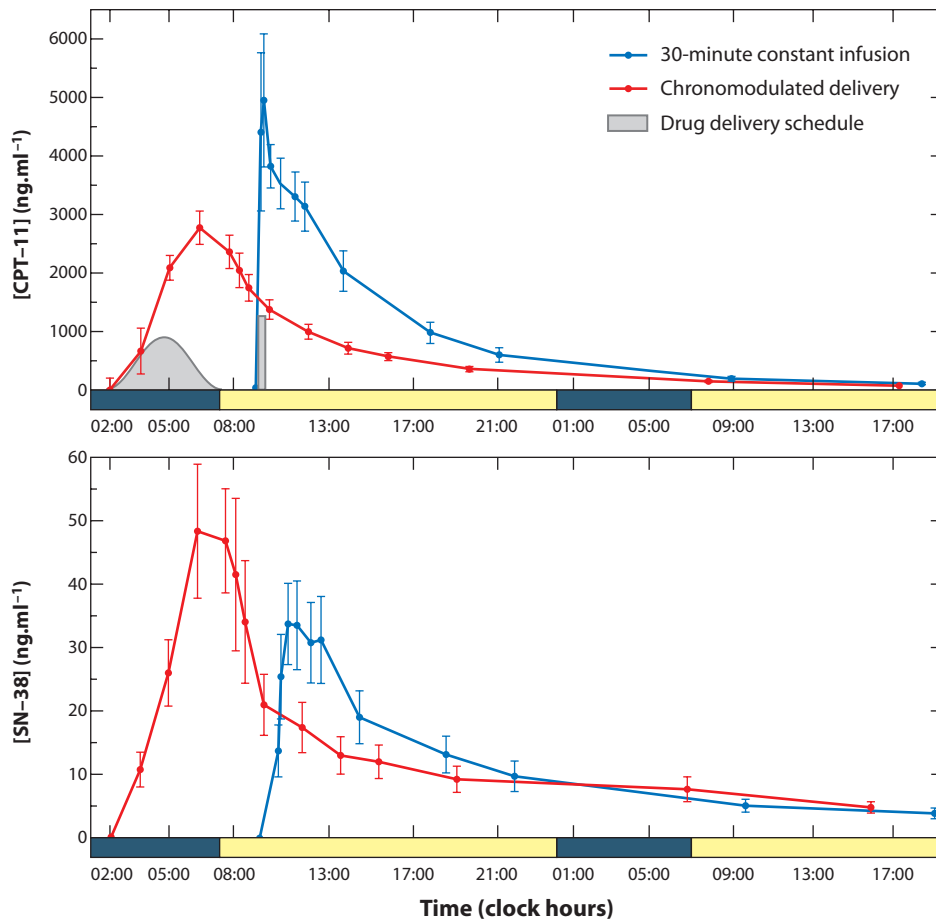 6000
5000
4000
3000
2000
1000
0
[CPT–11] (ng.ml⁻¹)
30-minute constant infusion
Chronomodulated delivery
Drug delivery schedule
02:00 05:00 08:00 13:00 17:00 21:00 01:00 05:00 09:00 13:00 17:00
60
50
40
30
20
10
0
[SN–38] (ng.ml⁻¹)
02:00 05:00 08:00 13:00 17:00 21:00 01:00 05:00 09:00 13:00 17:00
Time (clock hours)